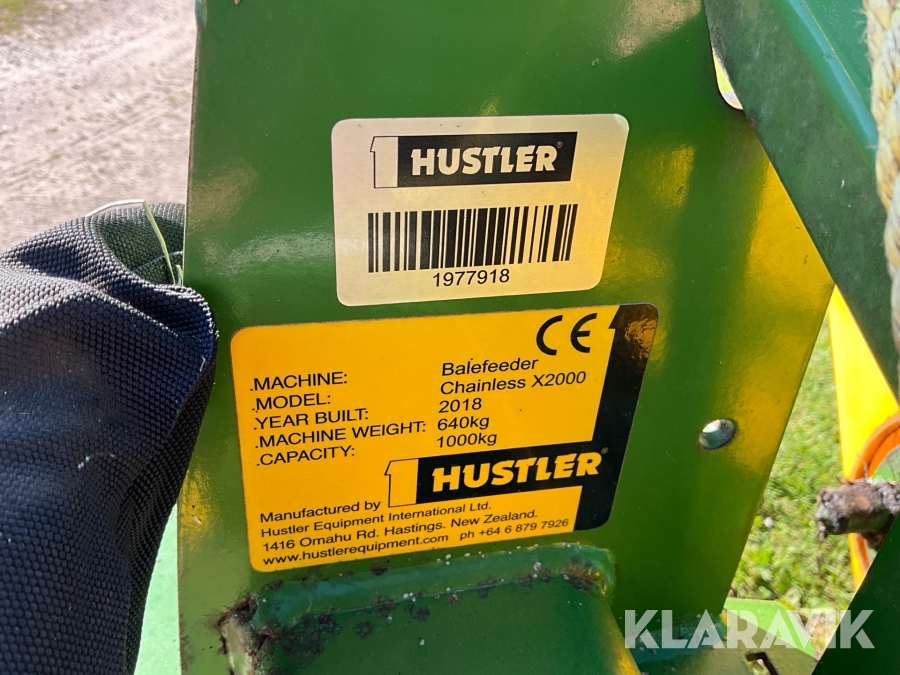 HUSTLER®
1977918
CE
.MACHINE: Balefeeder
.MODEL: Chainless X2000
.YEAR BUILT: 2018
.MACHINE WEIGHT: 640kg
.CAPACITY: 1000kg
HUSTLER®
Manufactured by
Hustler Equipment International Ltd.
1416 Omahu Rd. Hastings. New Zealand.
www.hustlerequipment.com ph +64 6 879 7926
KLARAVIK